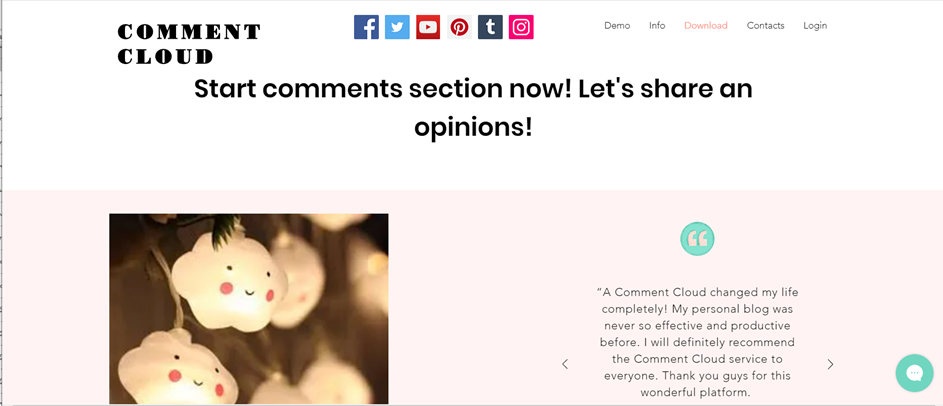 COMMENT
CLOUD
Demo Info Download Contacts Login
Start comments section now! Let's share an
opinions!
“A Comment Cloud changed my life
completely! My personal blog was
never so effective and productive
before. I will definitely recommend
the Comment Cloud service to
everyone. Thank you guys for this
wonderful platform.